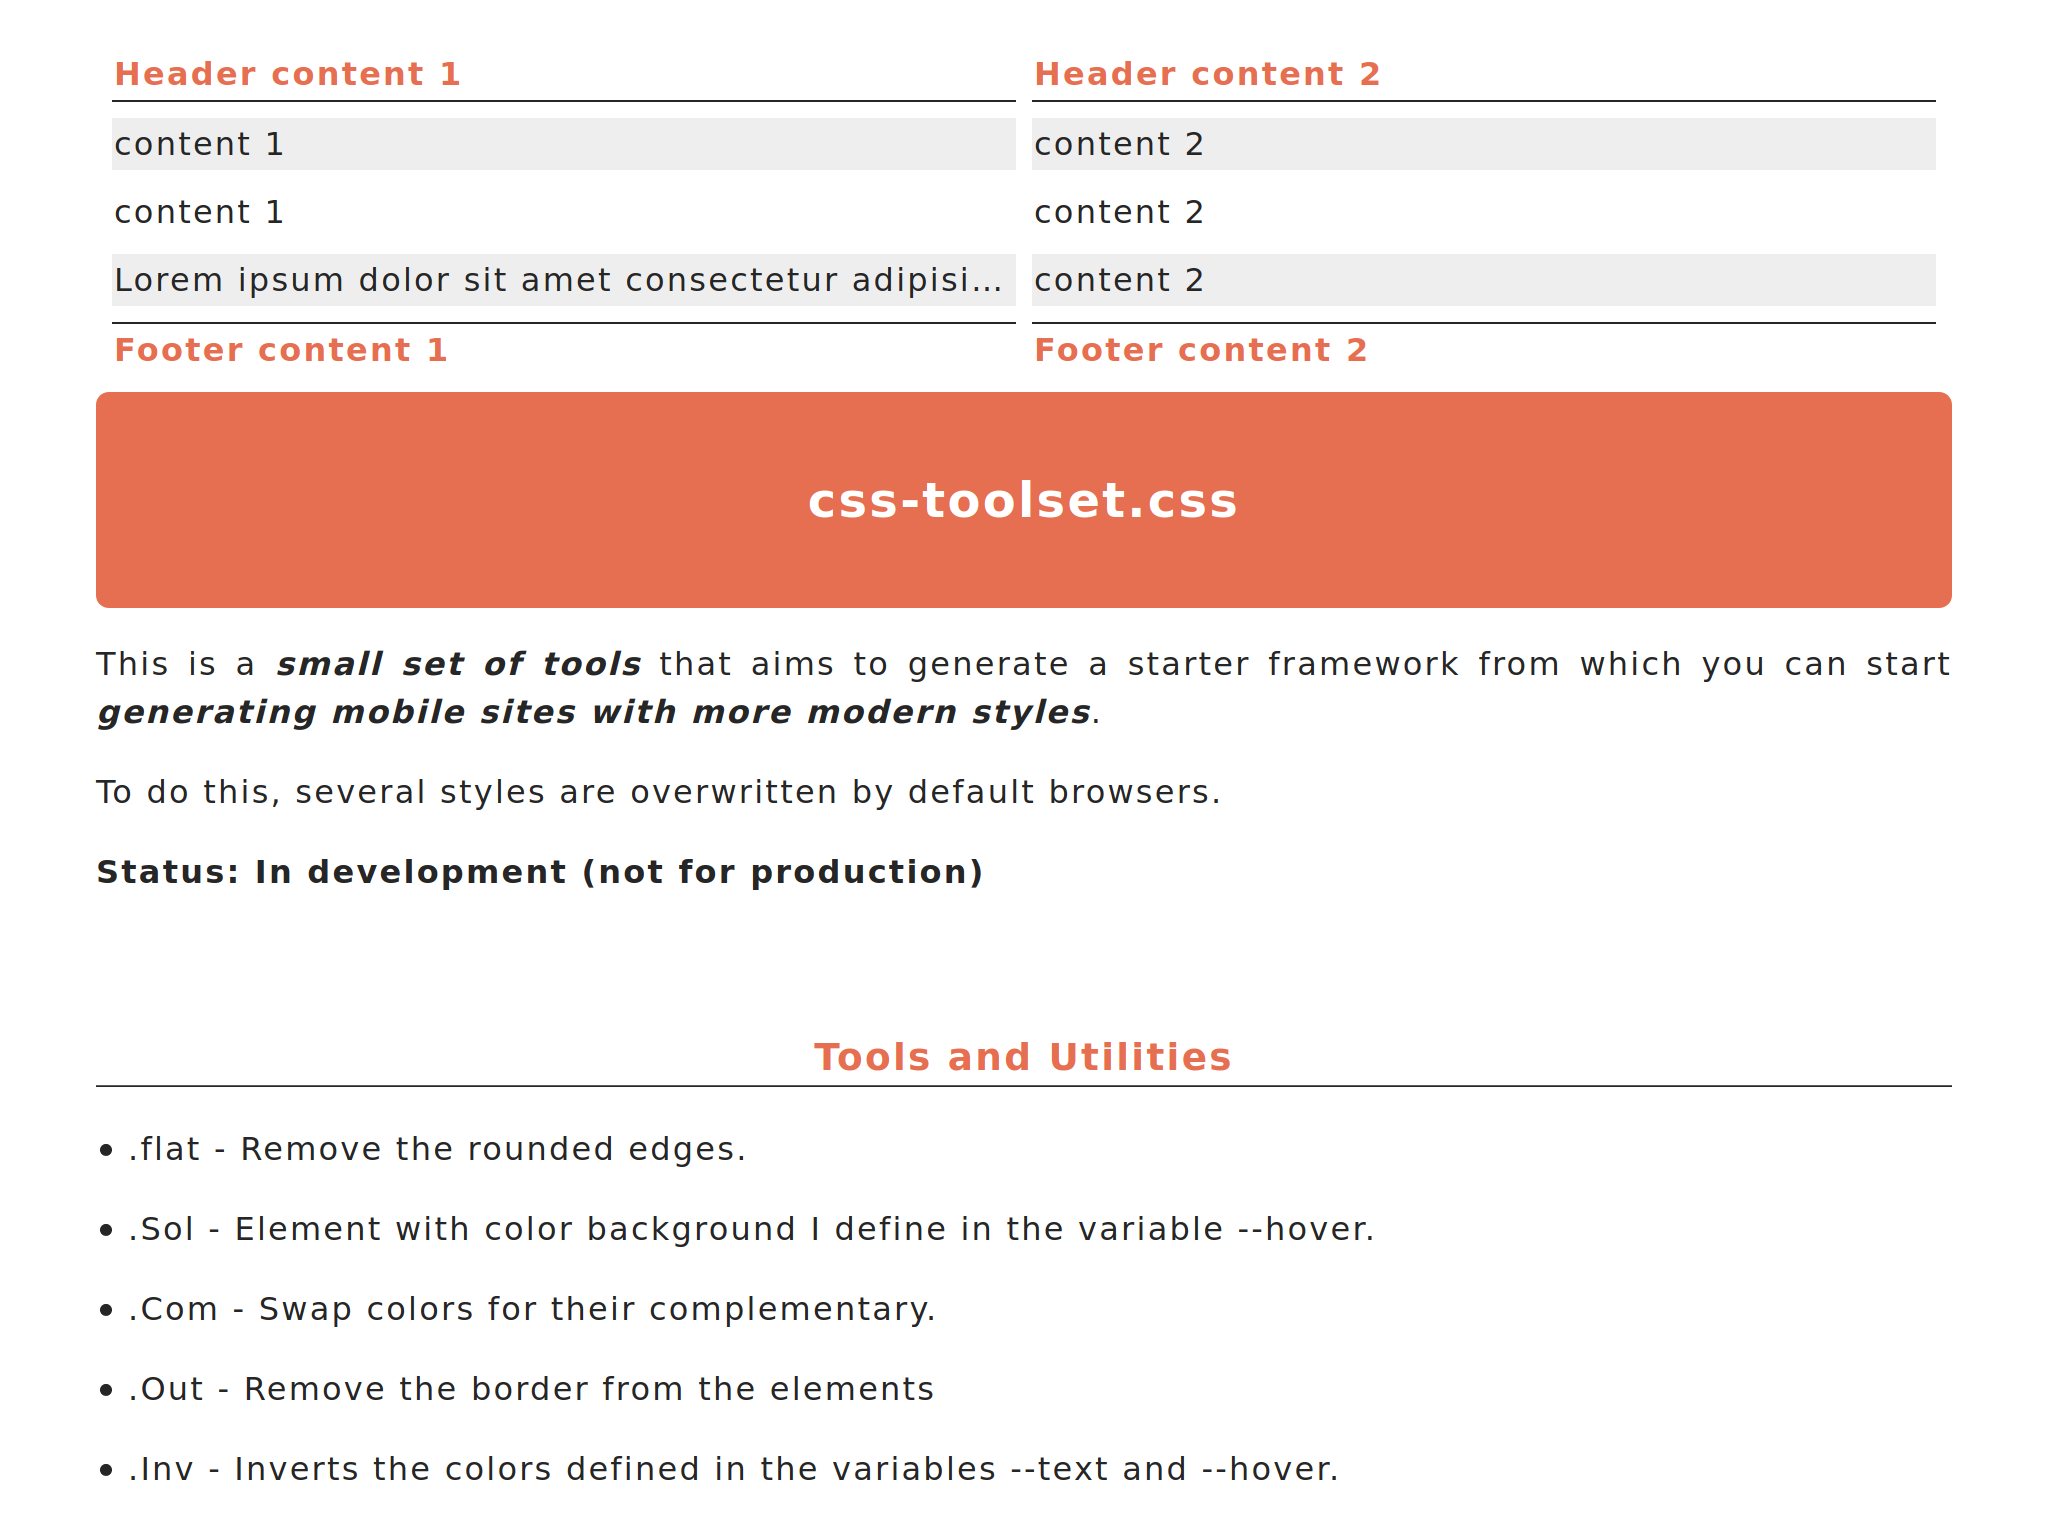 Header content 1 Header content 2
content 1 content 2
content 1 content 2
Lorem ipsum dolor sit amet consectetur adipisi… content 2
Footer content 1 Footer content 2
css-toolset.css
This is a small set of tools that aims to generate a starter framework from which you can start
generating mobile sites with more modern styles.
To do this, several styles are overwritten by default browsers.
Status: In development (not for production)
Tools and Utilities
• .flat - Remove the rounded edges.
• .Sol - Element with color background I define in the variable --hover.
• .Com - Swap colors for their complementary.
• .Out - Remove the border from the elements
• .Inv - Inverts the colors defined in the variables --text and --hover.